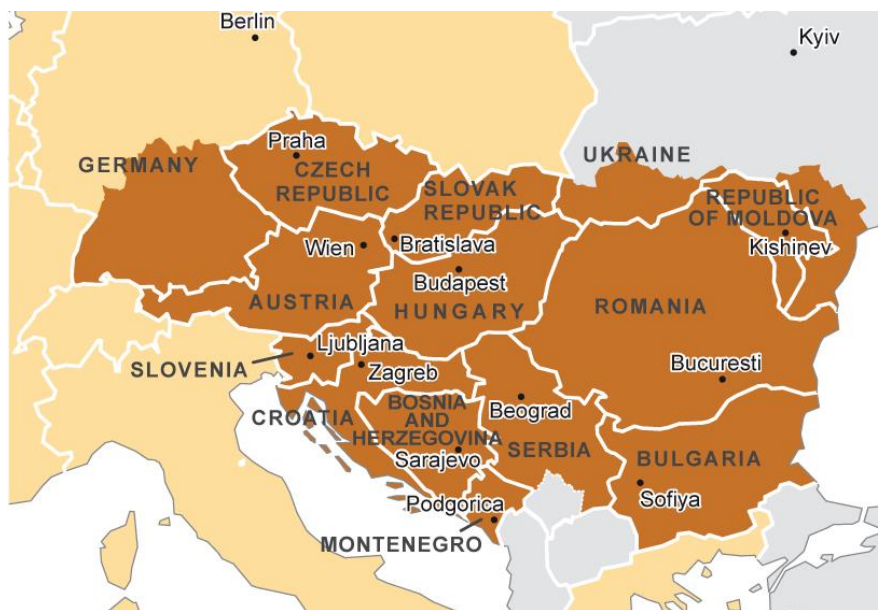 Berlin
Kyiv
Praha
GERMANY
CZECH
REPUBLIC
UKRAINE
SLOVAK
REPUBLIC
REPUBLIC
OF MOLDOVA
Kishinev
Wien
Bratislava
Budapest
AUSTRIA
HUNGARY
ROMANIA
Ljubljana
SLOVENIA
Zagreb
Bucuresti
Beograd
CROATIA
BOSNIA
AND
HERZEGOVINA
Sarajevo
SERBIA
BULGARIA
Sofiya
Podgorica
MONTENEGRO